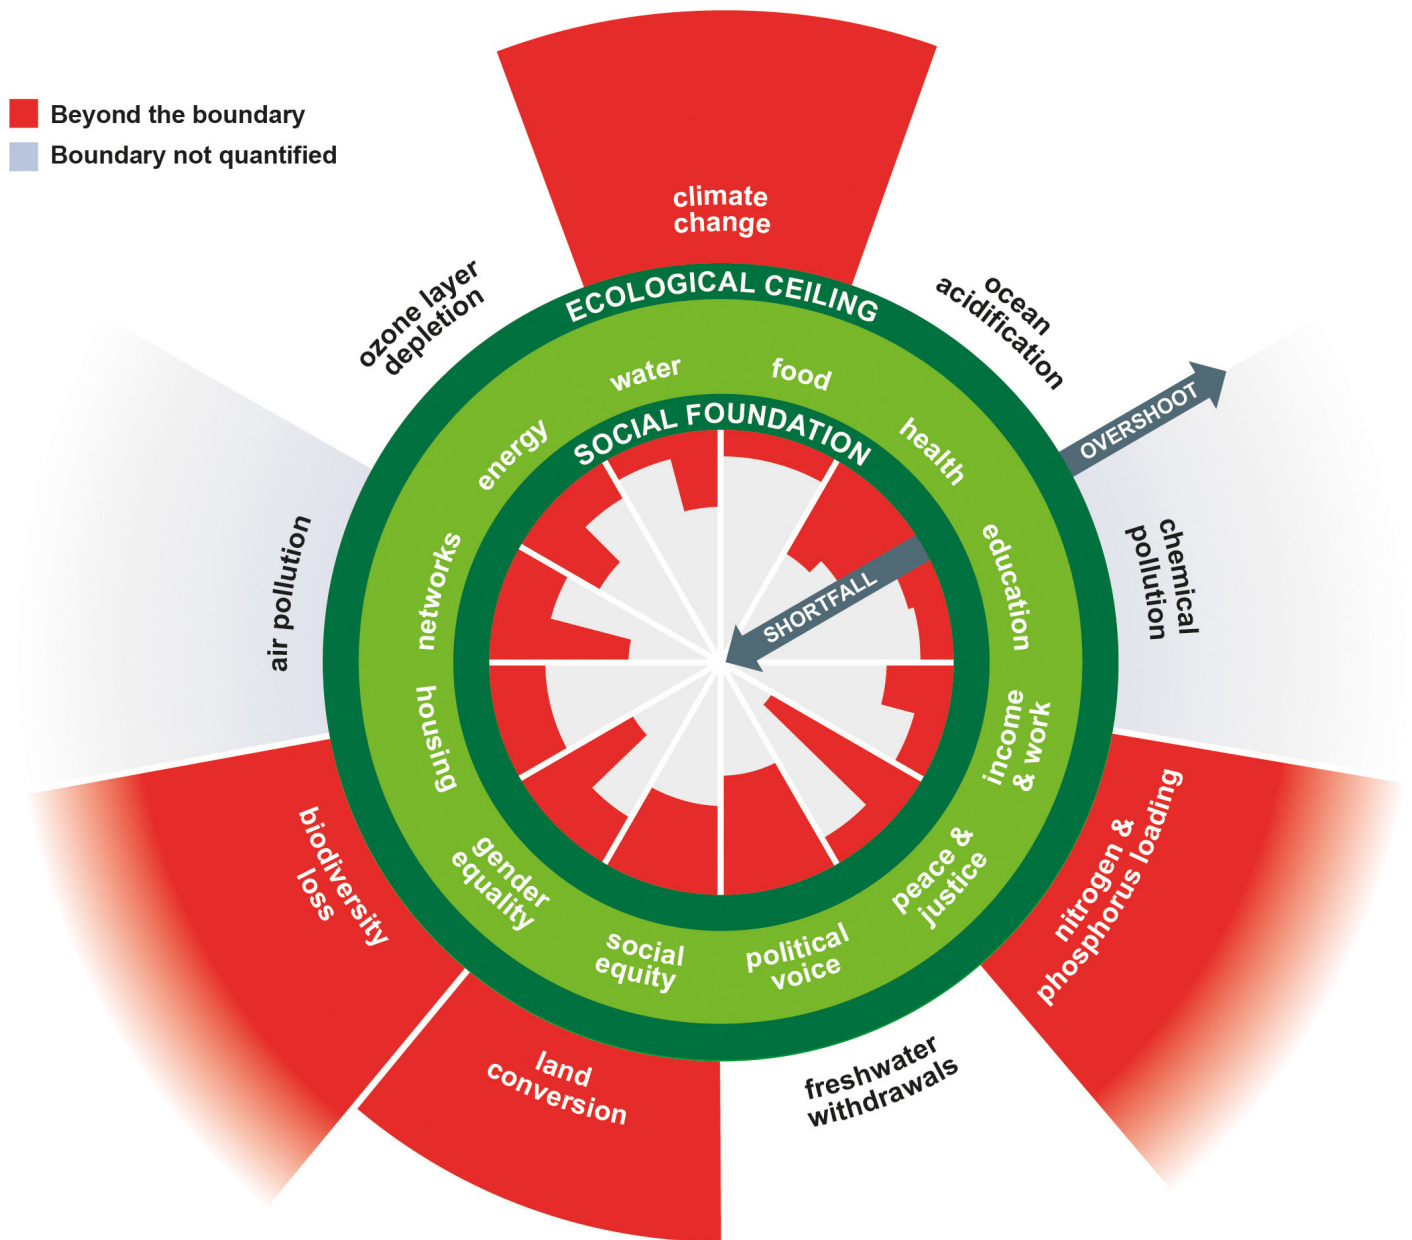 Beyond the boundary
Boundary not quantified
climate
change
ECOLOGICAL CEILING
ozone layer
depletion
ocean
acidification
OVERSHOOT
water
food
SOCIAL FOUNDATION
energy
health
networks
education
SHORTFALL
air pollution
chemical
pollution
housing
income
& work
gender
equality
peace &
justice
social
equity
political
voice
biodiversity
loss
nitrogen &
phosphorus loading
land
conversion
freshwater
withdrawals